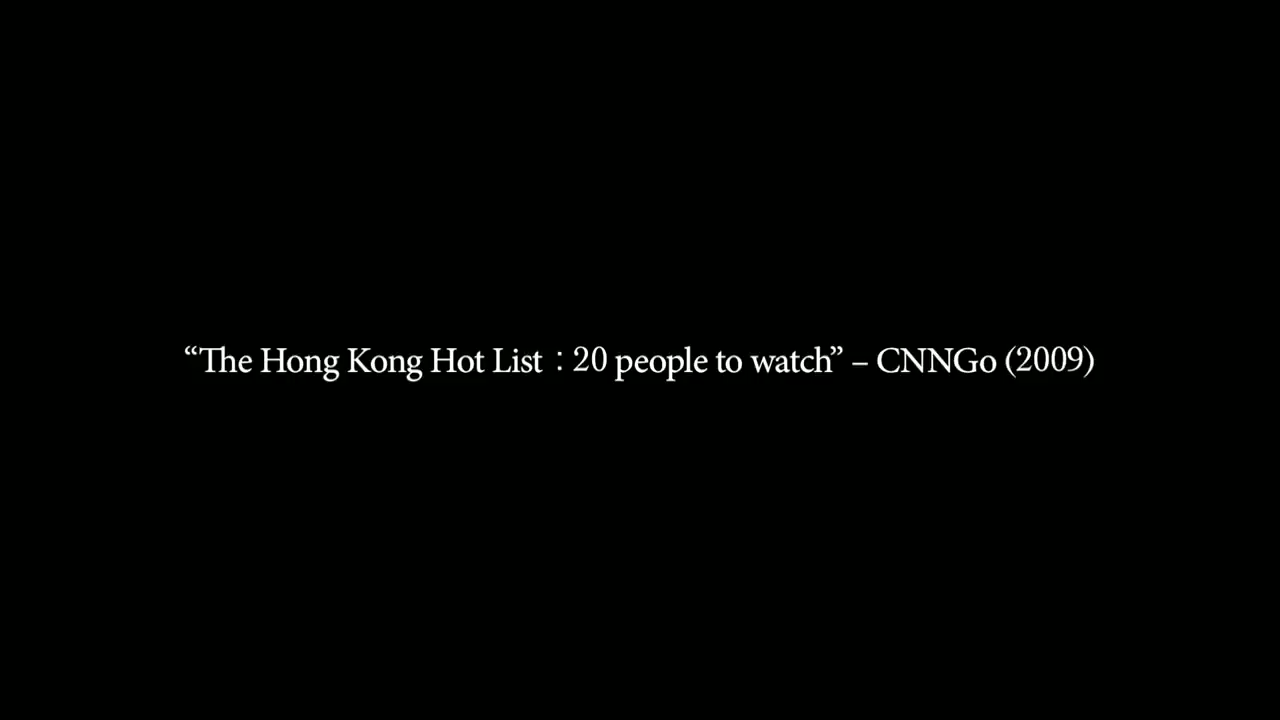 “The Hong Kong Hot List : 20 people to watch” – CNNGo (2009)